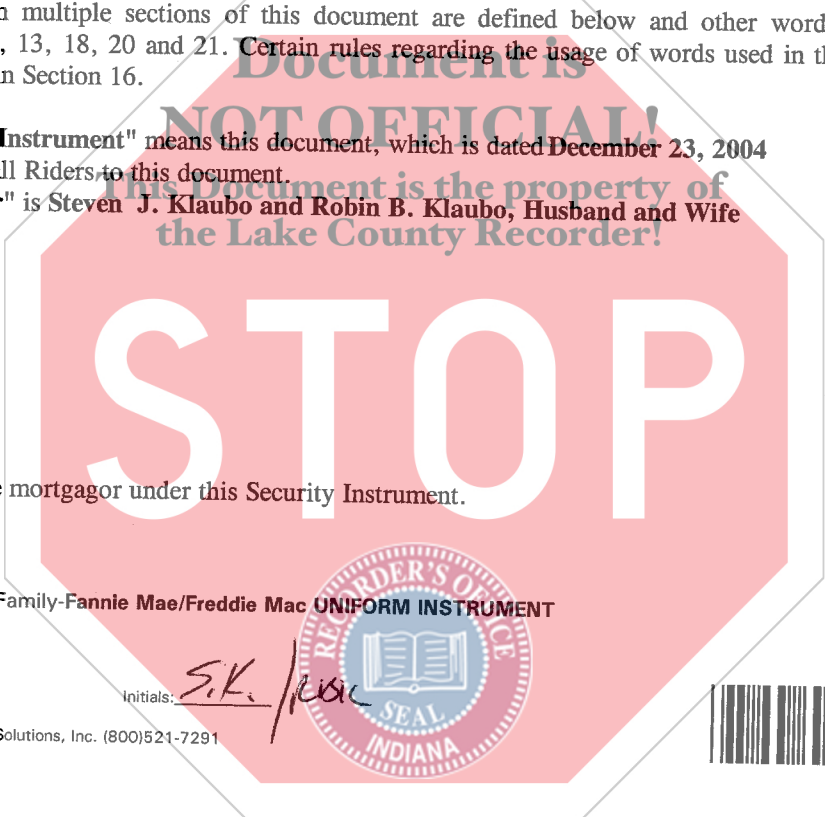 multiple sections of this document are defined below and other word
, 13, 18, 20 and 21. Certain rules regarding the usage of words used in th
n Section 16.
Document is
NOT OFFICIAL!
Instrument" means this document, which is dated December 23, 2004
ll Riders to this document.
This Document is the property of
" is Steven J. Klaubo and Robin B. Klaubo, Husband and Wife
the Lake County Recorder!
STOP
mortgagor under this Security Instrument.
Family-Fannie Mae/Freddie Mac UNIFORM INSTRUMENT
RECORDER'S OFFICE
SEAL
INDIANA
Initials: S.K. /
Solutions, Inc. (800)521-7291